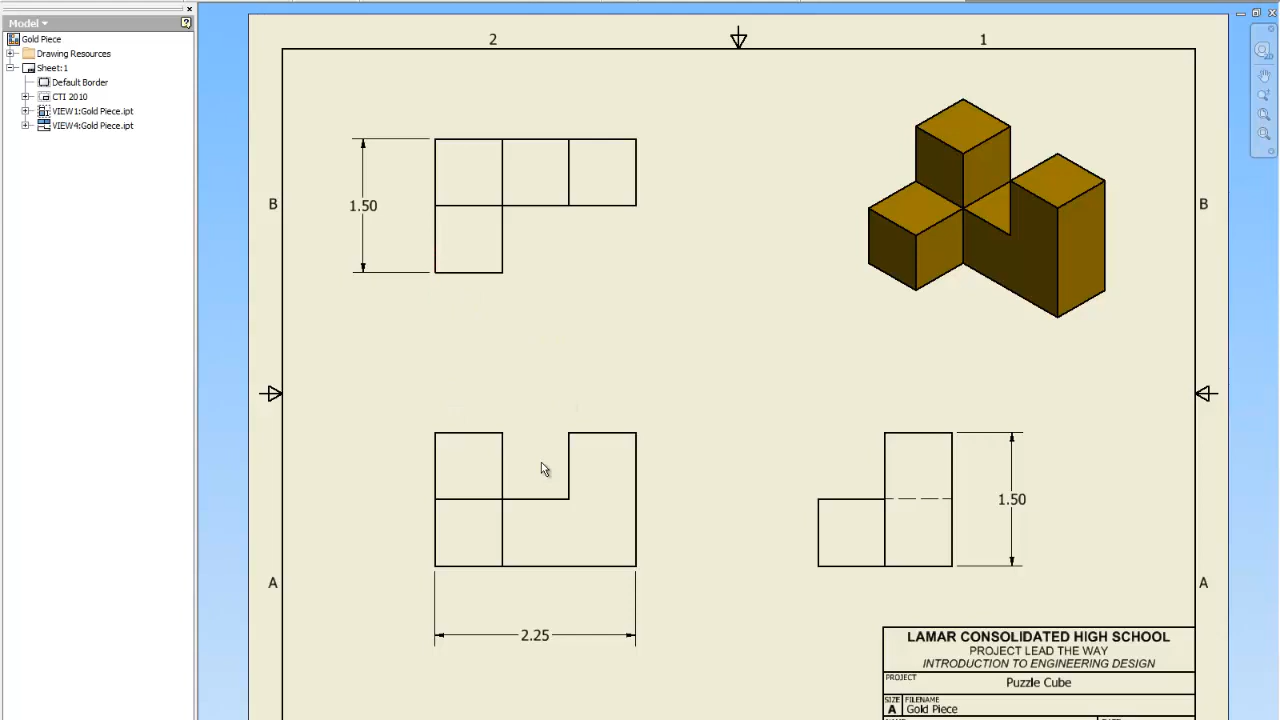 Model
Gold Piece
Drawing Resources
Sheet:1
Default Border
CTI 2010
VIEW1:Gold Piece.ipt
VIEW4:Gold Piece.ipt
2
1
B
B
1.50
1.50
A
A
2.25
LAMAR CONSOLIDATED HIGH SCHOOL
PROJECT LEAD THE WAY
INTRODUCTION TO ENGINEERING DESIGN
PROJECT
Puzzle Cube
SIZE FILENAME
A Gold Piece